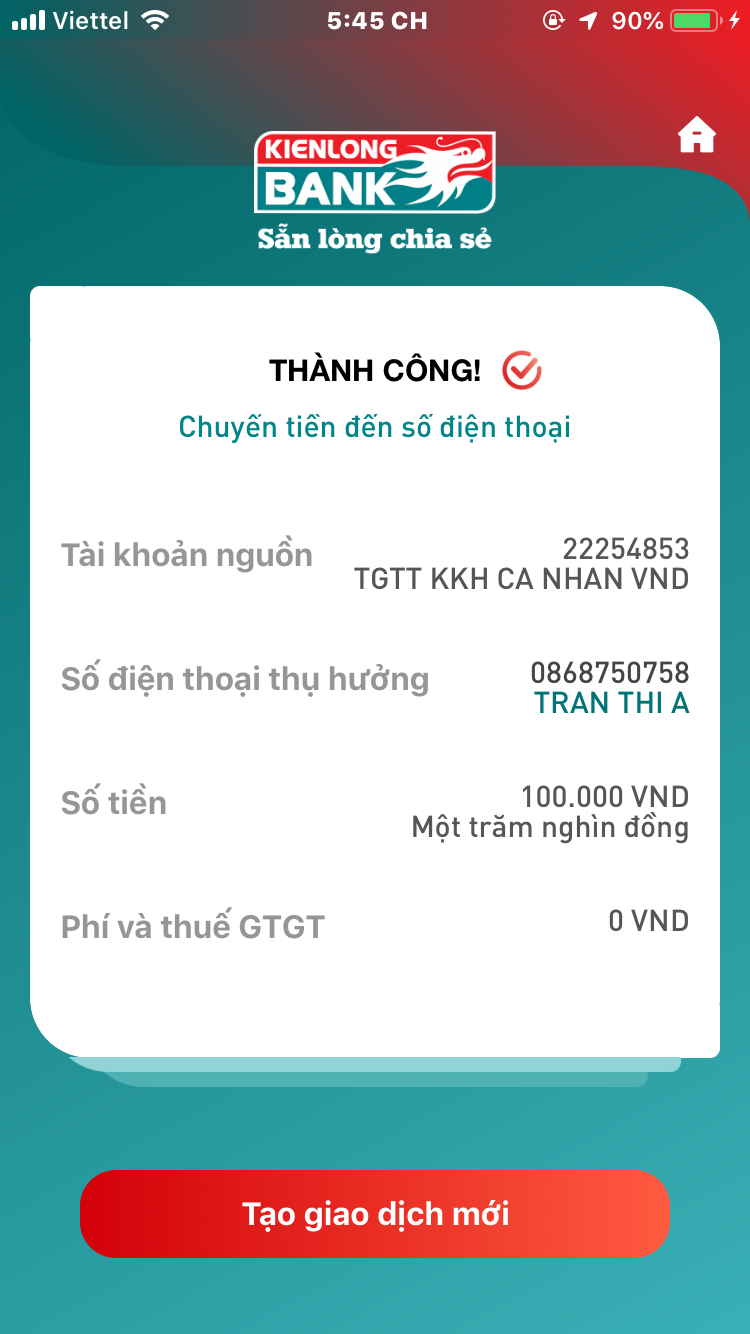 Viettel 5:45 CH 90%
KIENLONG
BANK
Sẵn lòng chia sẻ
THÀNH CÔNG!
Chuyển tiền đến số điện thoại
Tài khoản nguồn 22254853
TGTT KKH CA NHAN VND
Số điện thoại thụ hưởng 0868750758
TRAN THI A
Số tiền 100.000 VND
Một trăm nghìn đồng
Phí và thuế GTGT 0 VND
Tạo giao dịch mới